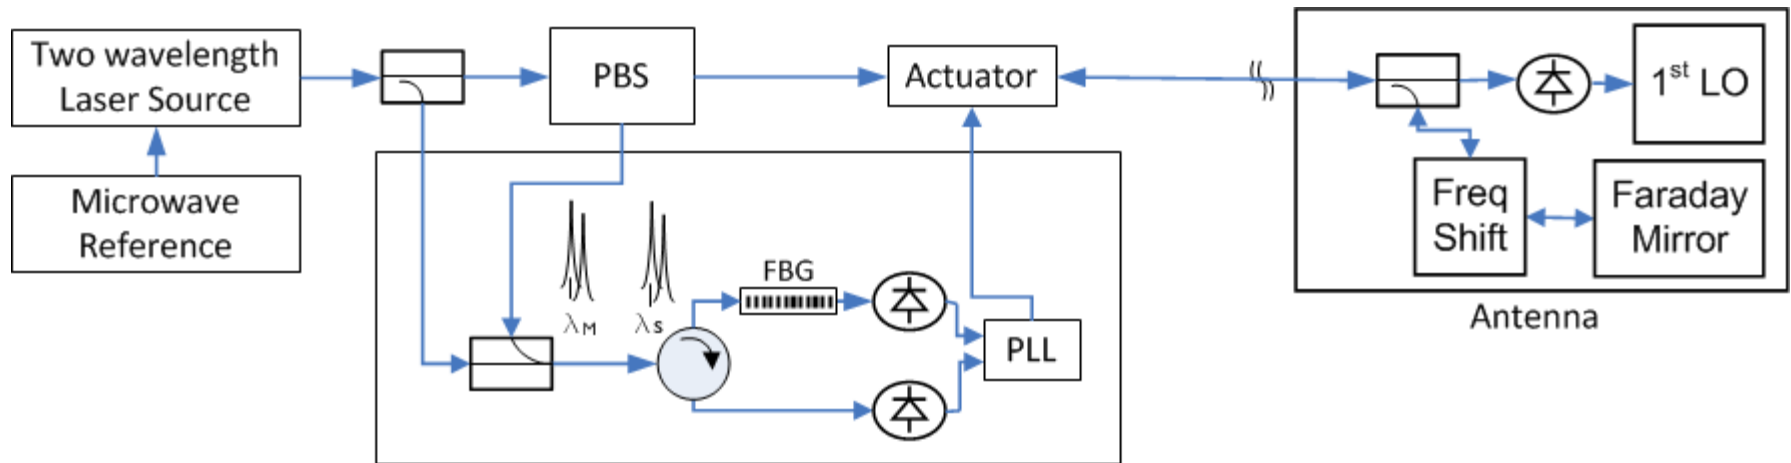 Two wavelength
Laser Source
PBS
Actuator
1st LO
Microwave
Reference
Freq
Shift
Faraday
Mirror
Antenna
FBG
λM
λS
PLL